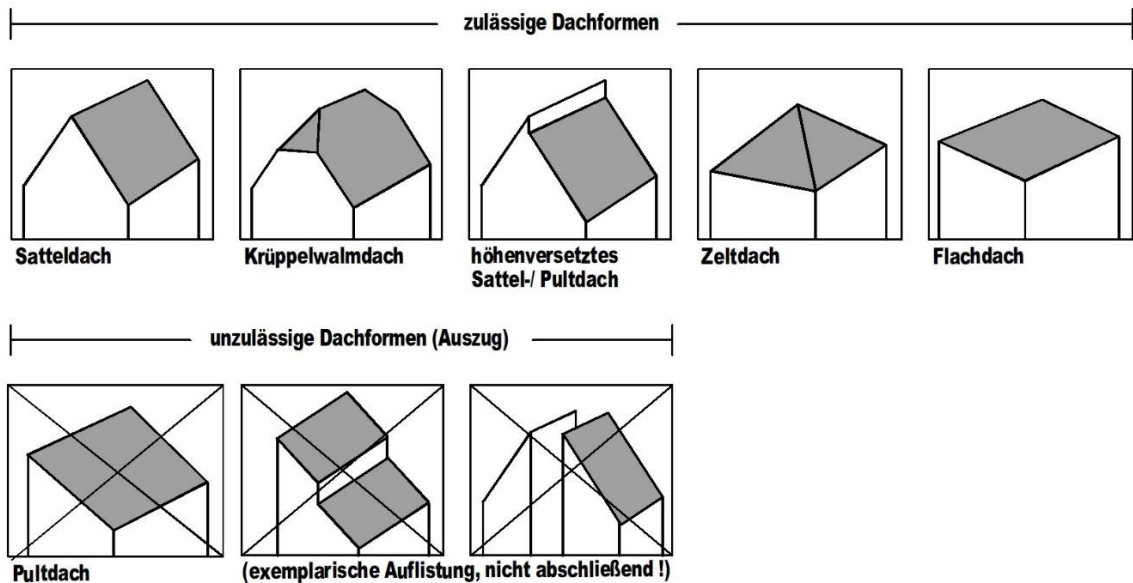 zulässige Dachformen
Satteldach
Krüppelwalmdach
höhenversetztes
Sattel-/ Pultdach
Zeltdach
Flachdach
unzulässige Dachformen (Auszug)
Pultdach
(exemplarische Auflistung, nicht abschließend !)